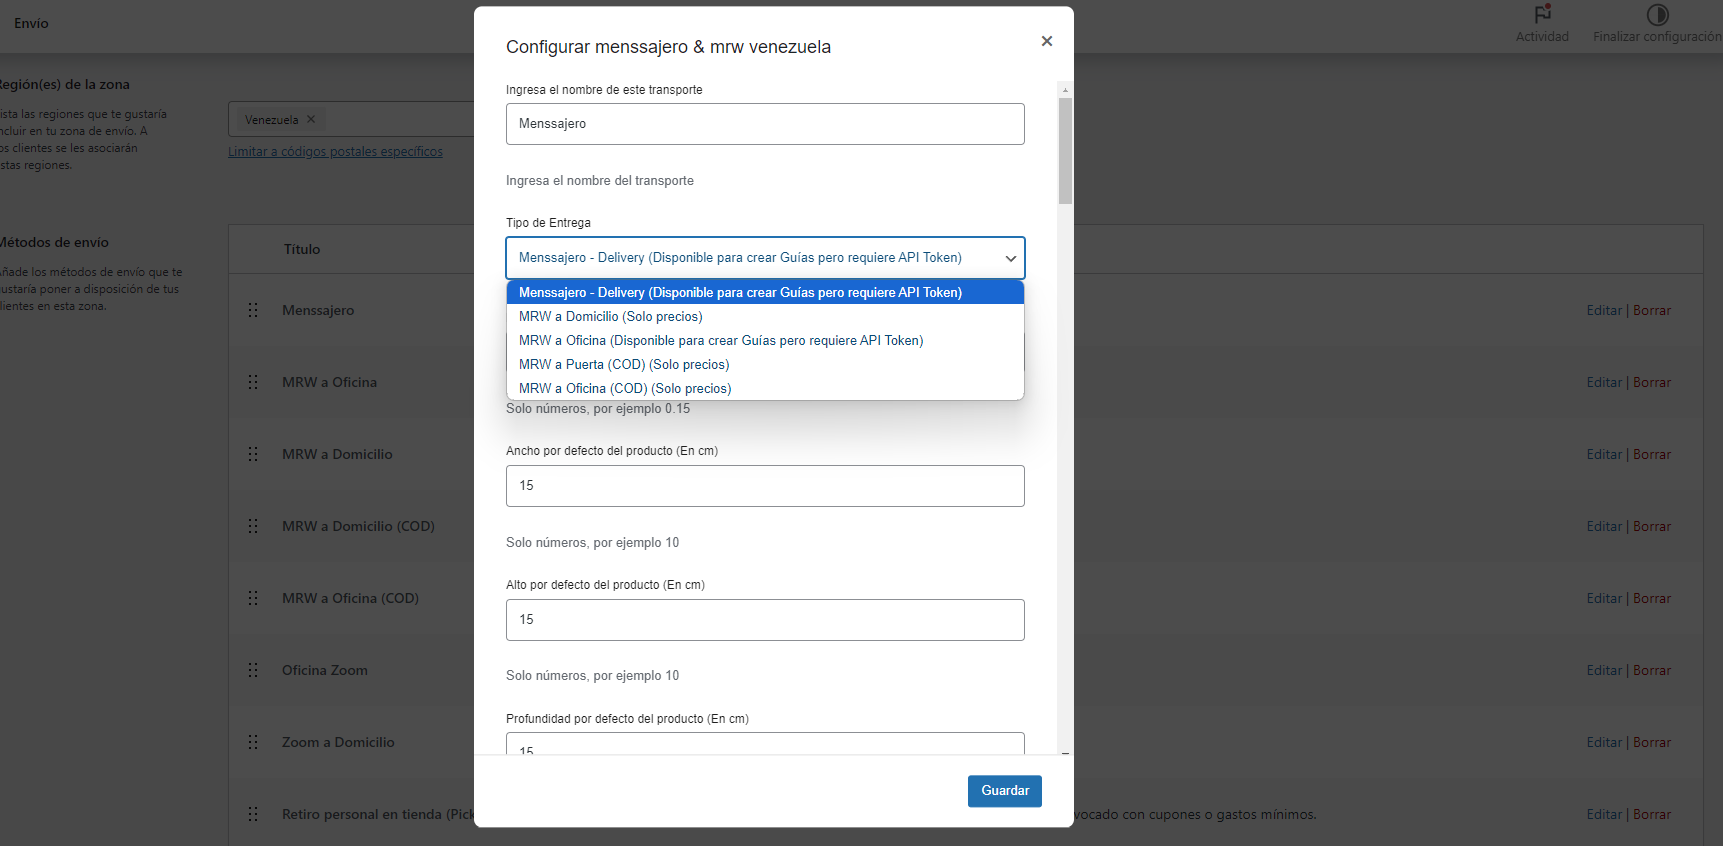 Envío
Actividad
Finalizar configuración
Configurar menssajero & mrw venezuela
Región(es) de la zona
ista las regiones que te gustaría
ncluir en tu zona de envío. A
os clientes se les asociarán
stas regiones.
Venezuela
Limitar a códigos postales específicos
Ingresa el nombre de este transporte
Menssajero
Ingresa el nombre del transporte
Tipo de Entrega
Menssajero - Delivery (Disponible para crear Guías pero requiere API Token)
Menssajero - Delivery (Disponible para crear Guías pero requiere API Token)
MRW a Domicilio (Solo precios)
MRW a Oficina (Disponible para crear Guías pero requiere API Token)
MRW a Puerta (COD) (Solo precios)
MRW a Oficina (COD) (Solo precios)
Solo números, por ejemplo 0.15
Ancho por defecto del producto (En cm)
15
Solo números, por ejemplo 10
Alto por defecto del producto (En cm)
15
Solo números, por ejemplo 10
Profundidad por defecto del producto (En cm)
15
Guardar
Métodos de envío
ñade los métodos de envío que te
ustaría poner a disposición de tus
lientes en esta zona.
Título
Menssajero
Editar | Borrar
MRW a Oficina
Editar | Borrar
MRW a Domicilio
Editar | Borrar
MRW a Domicilio (COD)
Editar | Borrar
MRW a Oficina (COD)
Editar | Borrar
Oficina Zoom
Editar | Borrar
Zoom a Domicilio
Editar | Borrar
Retiro personal en tienda (Pick
vocado con cupones o gastos mínimos.
Editar | Borrar